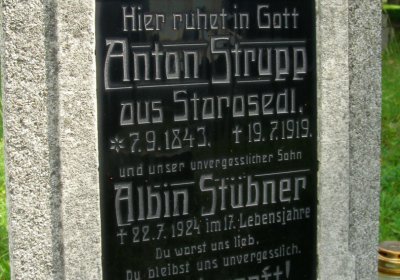 Hier ruhet in Gott
Anton Strupp
aus Starosedl.
* 7.9.1843. † 19.7.1919.
und unser unvergesslicher Sohn
Albin Stübner
† 22.7.1924 im 17. Lebensjahre
Du warst uns lieb.
Du bleibst uns unvergesslich.